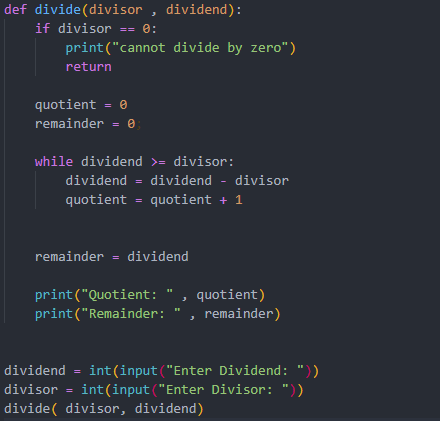 def divide(divisor , dividend):
    if divisor == 0:
        print("cannot divide by zero")
        return
    quotient = 0
    remainder = 0
    while dividend >= divisor:
        dividend = dividend - divisor
        quotient = quotient + 1
    remainder = dividend
    print("Quotient: " , quotient)
    print("Remainder: " , remainder)
dividend = int(input("Enter Dividend: "))
divisor = int(input("Enter Divisor: "))
divide( divisor, dividend)